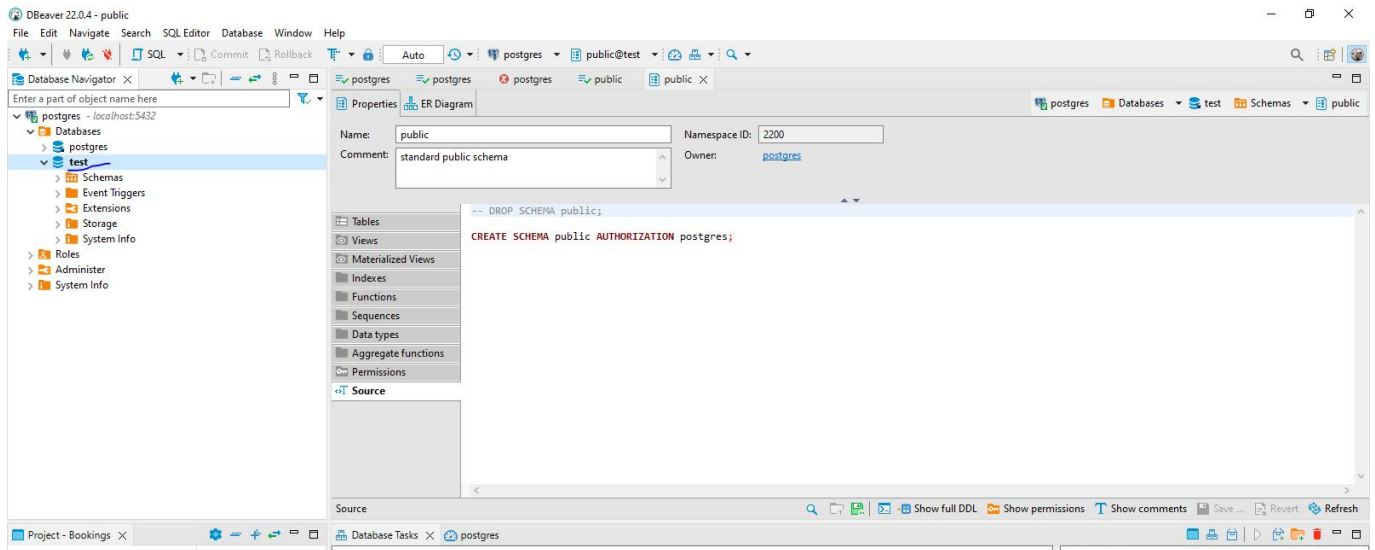 DBeaver 22.0.4 - public
File Edit Navigate Search SQL Editor Database Window Help
SQL Commit Rollback Auto postgres public@test
Database Navigator
postgres postgres postgres public public
Enter a part of object name here
Properties ER Diagram
postgres Databases test Schemas public
postgres - localhost:5432
Databases
postgres
test
Schemas
Event Triggers
Extensions
Storage
System Info
Roles
Administer
System Info
Name: public
Namespace ID: 2200
Comment: standard public schema
Owner: postgres
Tables
Views
Materialized Views
Indexes
Functions
Sequences
Data types
Aggregate functions
Permissions
Source
-- DROP SCHEMA public;
CREATE SCHEMA public AUTHORIZATION postgres;
Source
Show full DDL Show permissions Show comments Save ... Revert Refresh
Project - Bookings
Database Tasks postgres